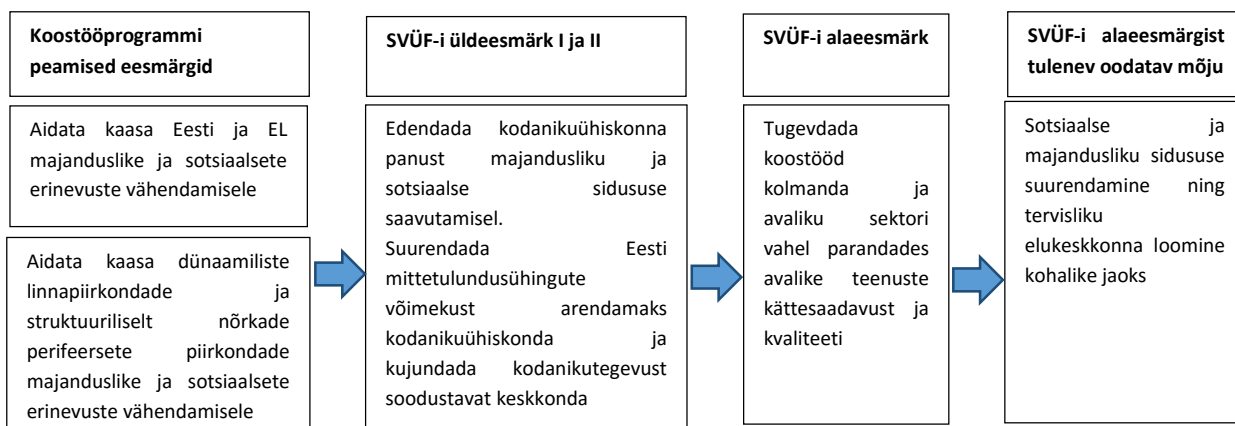 Koostööprogrammi
peamised eesmärgid
Aidata kaasa Eesti ja EL
majanduslike ja sotsiaalsete
erinevuste vähendamisele
Aidata kaasa dünaamiliste
linnapiirkondade ja
struktuuriliselt nõrkade
perifeersete piirkondade
majanduslike ja sotsiaalsete
erinevuste vähendamisele
SVÜF-i üldeesmärk I ja II
Edendada kodanikuühiskonna
panust majandusliku ja
sotsiaalse sidususe
saavutamisel.
Suurendada Eesti
mittetulundusühingute
võimekust arendamaks
kodanikuühiskonda ja
kujundada kodanikutegevust
soodustavat keskkonda
SVÜF-i alaeesmärk
Tugevdada
koostööd
kolmanda ja
avaliku sektori
vahel parandades
avalike teenuste
kättesaadavust ja
kvaliteeti
SVÜF-i alaeesmärgist
tulenev oodatav mõju
Sotsiaalse ja
majandusliku sidususe
suurendamine ning
tervisliku
elukeskkonna loomine
kohalike jaoks